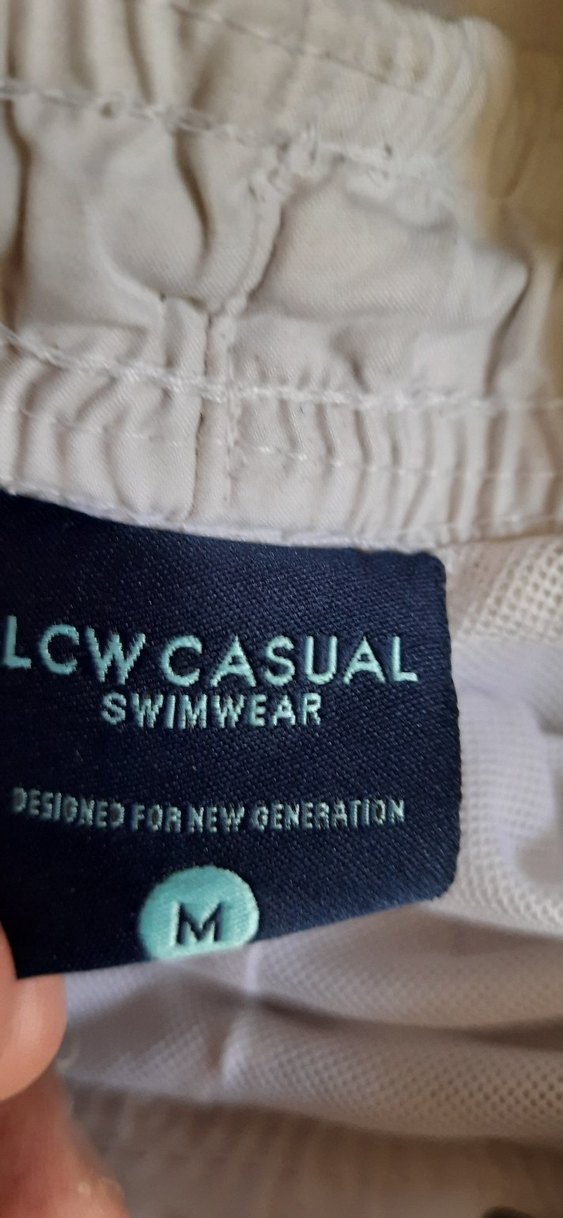 LCW CASUAL
SWIMWEAR
DESIGNED FOR NEW GENERATION
M